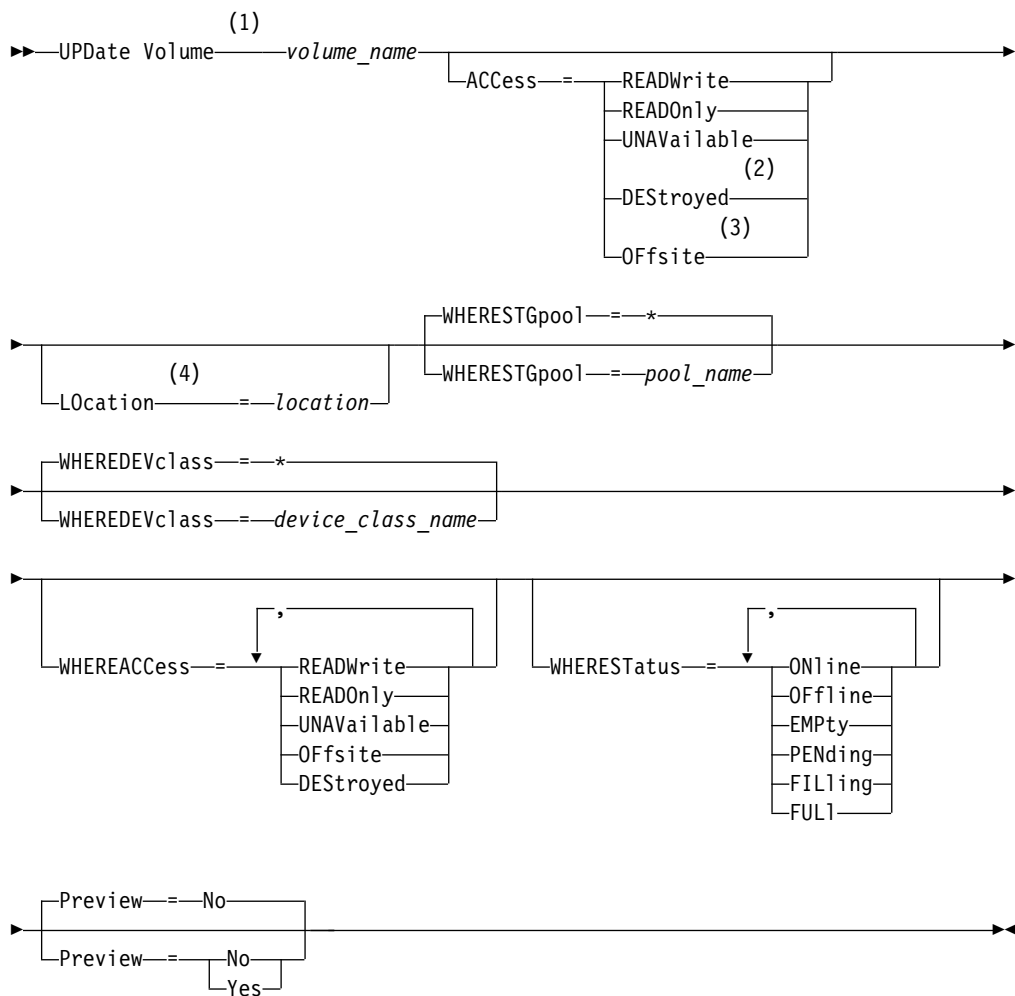 (1)
UPDate Volume volume_name
ACCess = READWrite
READOnly
UNAVailable
(2)
DEStroyed
(3)
OFfsite
WHERESTGpool = *
(4)
WHERESTGpool = pool_name
LOcation = location
WHEREDEVclass = *
WHEREDEVclass = device_class_name
, ,
WHEREACCess = READWrite WHERESTatus = ONline
READOnly OFfline
UNAVailable EMPty
OFfsite PENding
DEStroyed FILling
FULl
Preview = No
Preview = No
Yes